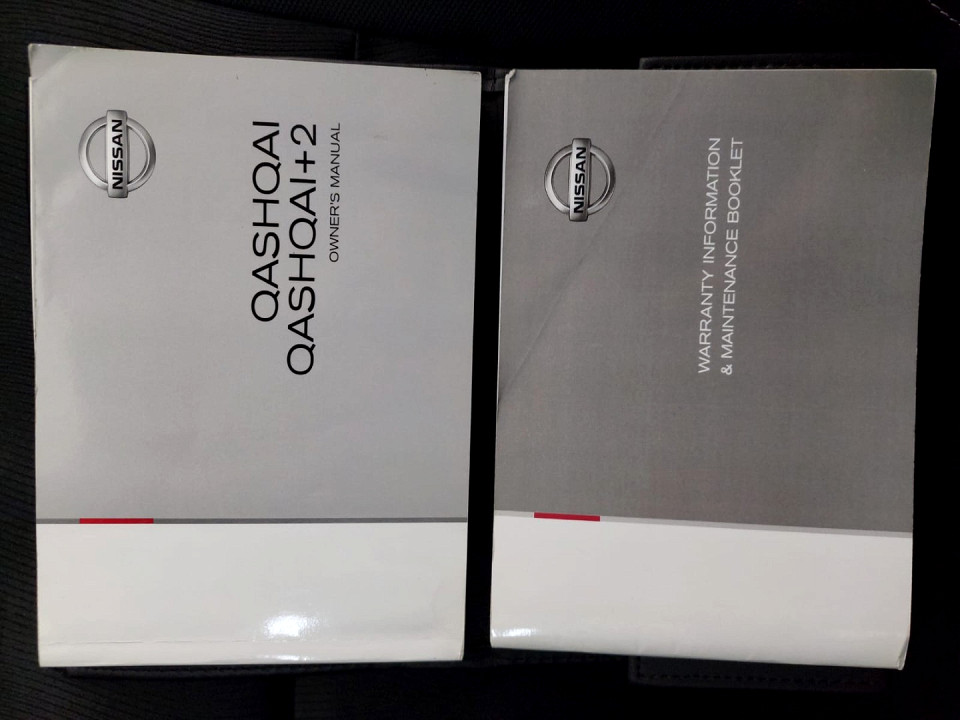 NISSAN
QASHQAI
QASHQAI+2
OWNER'S MANUAL
NISSAN
WARRANTY INFORMATION
& MAINTENANCE BOOKLET